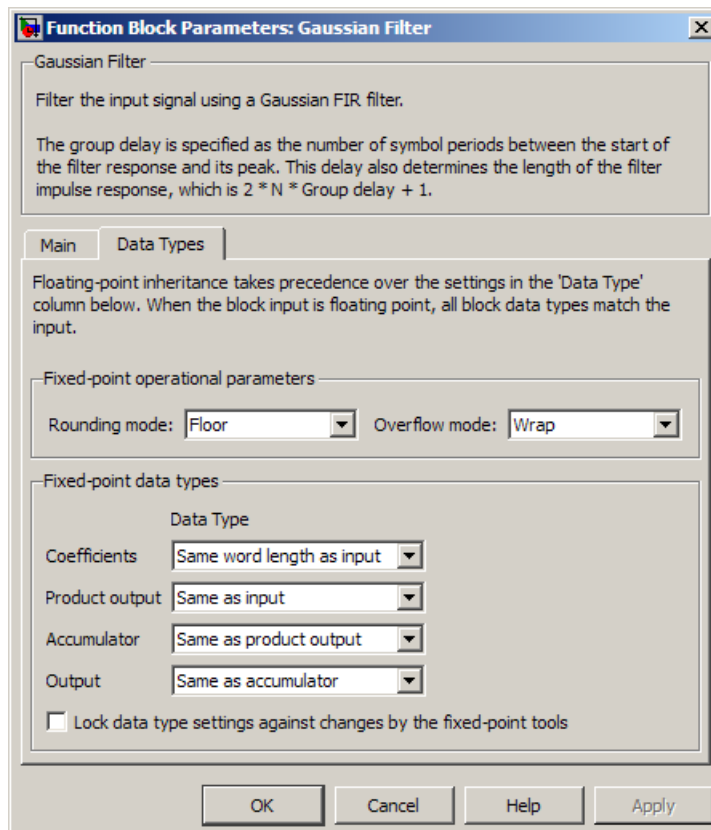 Function Block Parameters: Gaussian Filter
Gaussian Filter
Filter the input signal using a Gaussian FIR filter.
The group delay is specified as the number of symbol periods between the start of
the filter response and its peak. This delay also determines the length of the filter
impulse response, which is 2 * N * Group delay + 1.
Main Data Types
Floating-point inheritance takes precedence over the settings in the 'Data Type'
column below. When the block input is floating point, all block data types match the
input.
Fixed-point operational parameters
Rounding mode: Floor Overflow mode: Wrap
Fixed-point data types
Data Type
Coefficients Same word length as input
Product output Same as input
Accumulator Same as product output
Output Same as accumulator
Lock data type settings against changes by the fixed-point tools
OK Cancel Help Apply